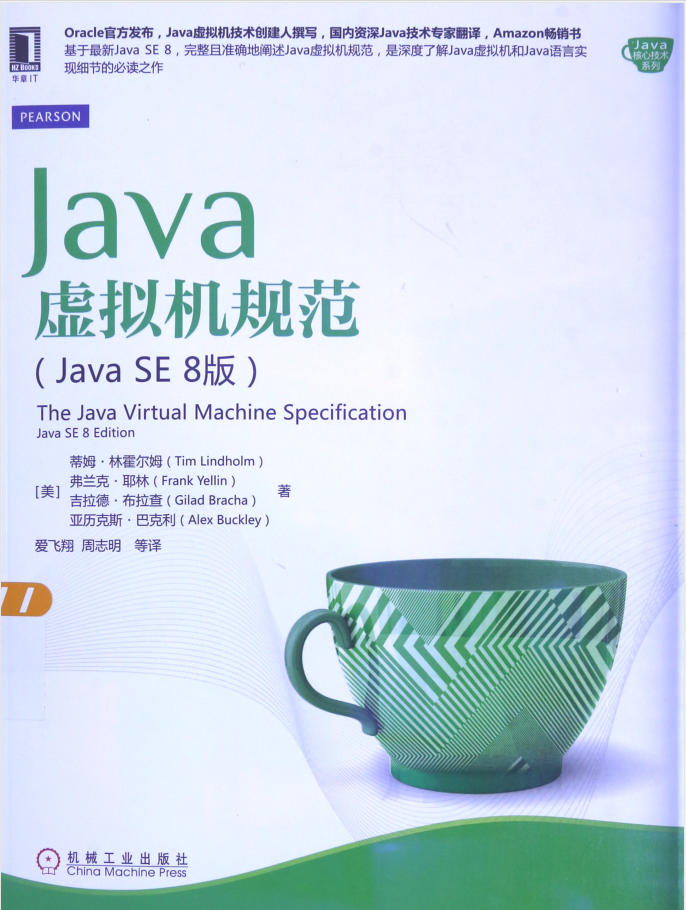 Oracle官方发布，Java虚拟机技术创建人撰写，国内资深Java技术专家翻译，Amazon畅销书
基于最新Java SE 8，完整且准确地阐述Java虚拟机规范，是深度了解Java虚拟机和Java语言实
现细节的必读之作
HZ BOOKS
华章IT
Java
核心技术
系列
PEARSON
Java
虚拟机规范
（Java SE 8版）
The Java Virtual Machine Specification
Java SE 8 Edition
[美]
蒂姆·林霍尔姆（Tim Lindholm）
弗兰克·耶林（Frank Yellin）
吉拉德·布拉查（Gilad Bracha）
亚历克斯·巴克利（Alex Buckley）
著
爱飞翔 周志明 等译
机械工业出版社
China Machine Press